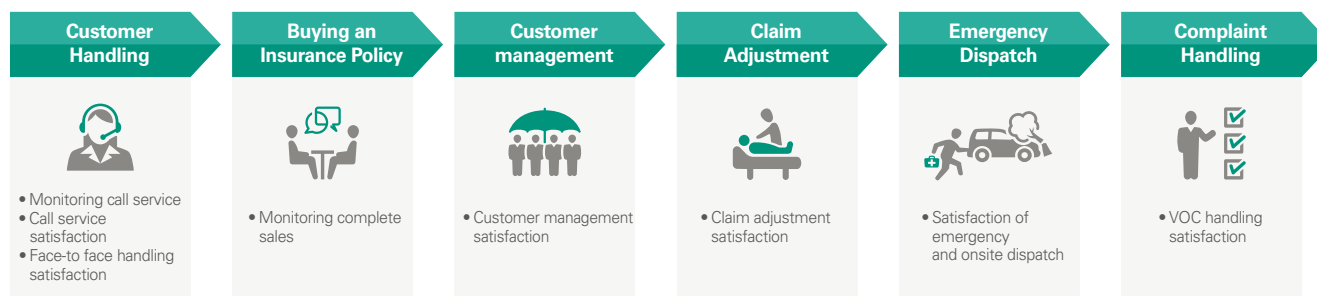 Customer
Handling
Buying an
Insurance Policy
Customer
management
Claim
Adjustment
Emergency
Dispatch
Complaint
Handling
• Monitoring call service
• Call service
satisfaction
• Face-to face handling
satisfaction
• Monitoring complete
sales
• Customer management
satisfaction
• Claim adjustment
satisfaction
• Satisfaction of
emergency
and onsite dispatch
• VOC handling
satisfaction